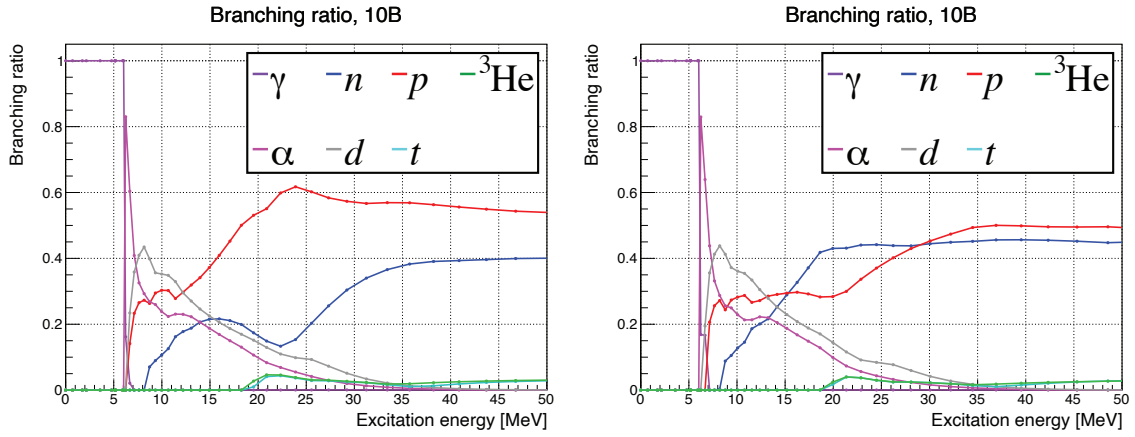 Branching ratio, 10B
Branching ratio
1
0.8
0.6
0.4
0.2
0
γ n p ³He
α d t
0 5 10 15 20 25 30 35 40 45 50
Excitation energy [MeV]
Branching ratio, 10B
Branching ratio
1
0.8
0.6
0.4
0.2
0
γ n p ³He
α d t
0 5 10 15 20 25 30 35 40 45 50
Excitation energy [MeV]